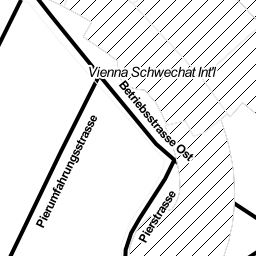 Vienna Schwechat Int'l
Betriebsstrasse Ost
Pierumfahrungsstrasse
Pierstrasse